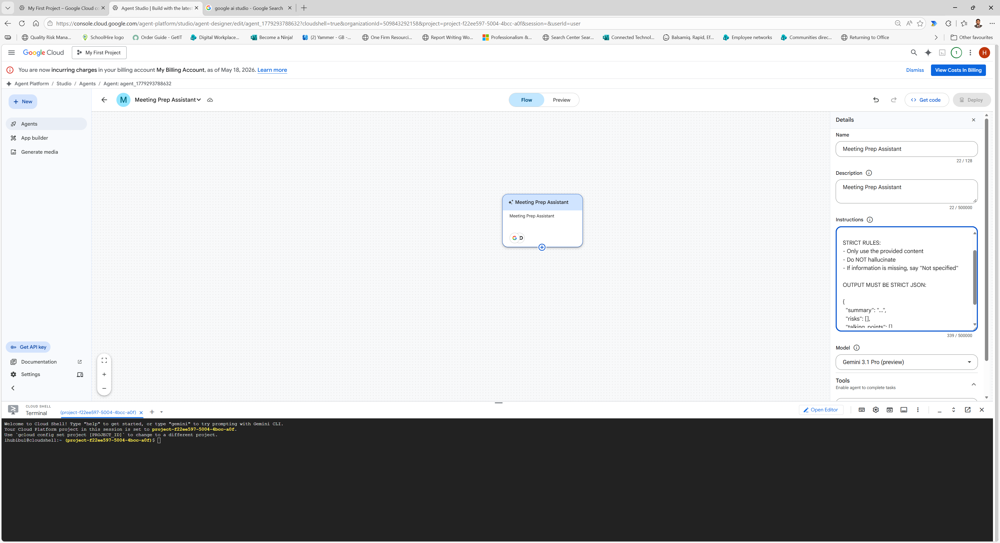 My First Project – Google Cloud co
Agent Studio | Build with the latest
google ai studio - Google Search
https://console.cloud.google.com/agent-platform/studio/agent-designer/edit/agent_1779293788632?cloudshell=true&organizationId=509843292158&project=project-f22ee597-5004-4bcc-a0f&session=&userId=user
Quality Risk Mana...
SchoolHire logo
Order Guide - GetIT
Digital Workplace...
Become a Ninja!
(2) Yammer - GB -...
One Firm Resourci...
Report Writing Wo...
Professionalism &...
Search Center Sear...
Connected Technol...
Balsamiq. Rapid, Ef...
Employee networks
Communities direc...
Returning to Office
Other favourites
Google Cloud
My First Project
1
H
You are now incurring charges in your billing account My Billing Account, as of May 18, 2026. Learn more
Dismiss
View Costs In Billing
Agent Platform / Studio / Agents / Agent: agent_1779293788632
New
M
Meeting Prep Assistant
Flow
Preview
Get code
Deploy
Agents
App builder
Generate media
Get API key
Documentation
Settings
Meeting Prep Assistant
Meeting Prep Assistant
Details
Name
Meeting Prep Assistant
22 / 128
Description
Meeting Prep Assistant
22 / 500000
Instructions
STRICT RULES:
- Only use the provided content
- Do NOT hallucinate
- If information is missing, say "Not specified"
OUTPUT MUST BE STRICT JSON:
{
"summary": "...",
"risks": [],
"talking_points": []
339 / 500000
Model
Gemini 3.1 Pro (preview)
Tools
Enable agent to complete tasks
CLOUD SHELL
Terminal
(project-f22ee597-5004-4bcc-a0f)
Open Editor
Welcome to Cloud Shell! Type "help" to get started, or type "gemini" to try prompting with Gemini CLI.
Your Cloud Platform project in this session is set to project-f22ee597-5004-4bcc-a0f.
Use `gcloud config set project [PROJECT_ID]` to change to a different project.
ihubibul@cloudshell:~ (project-f22ee597-5004-4bcc-a0f)$